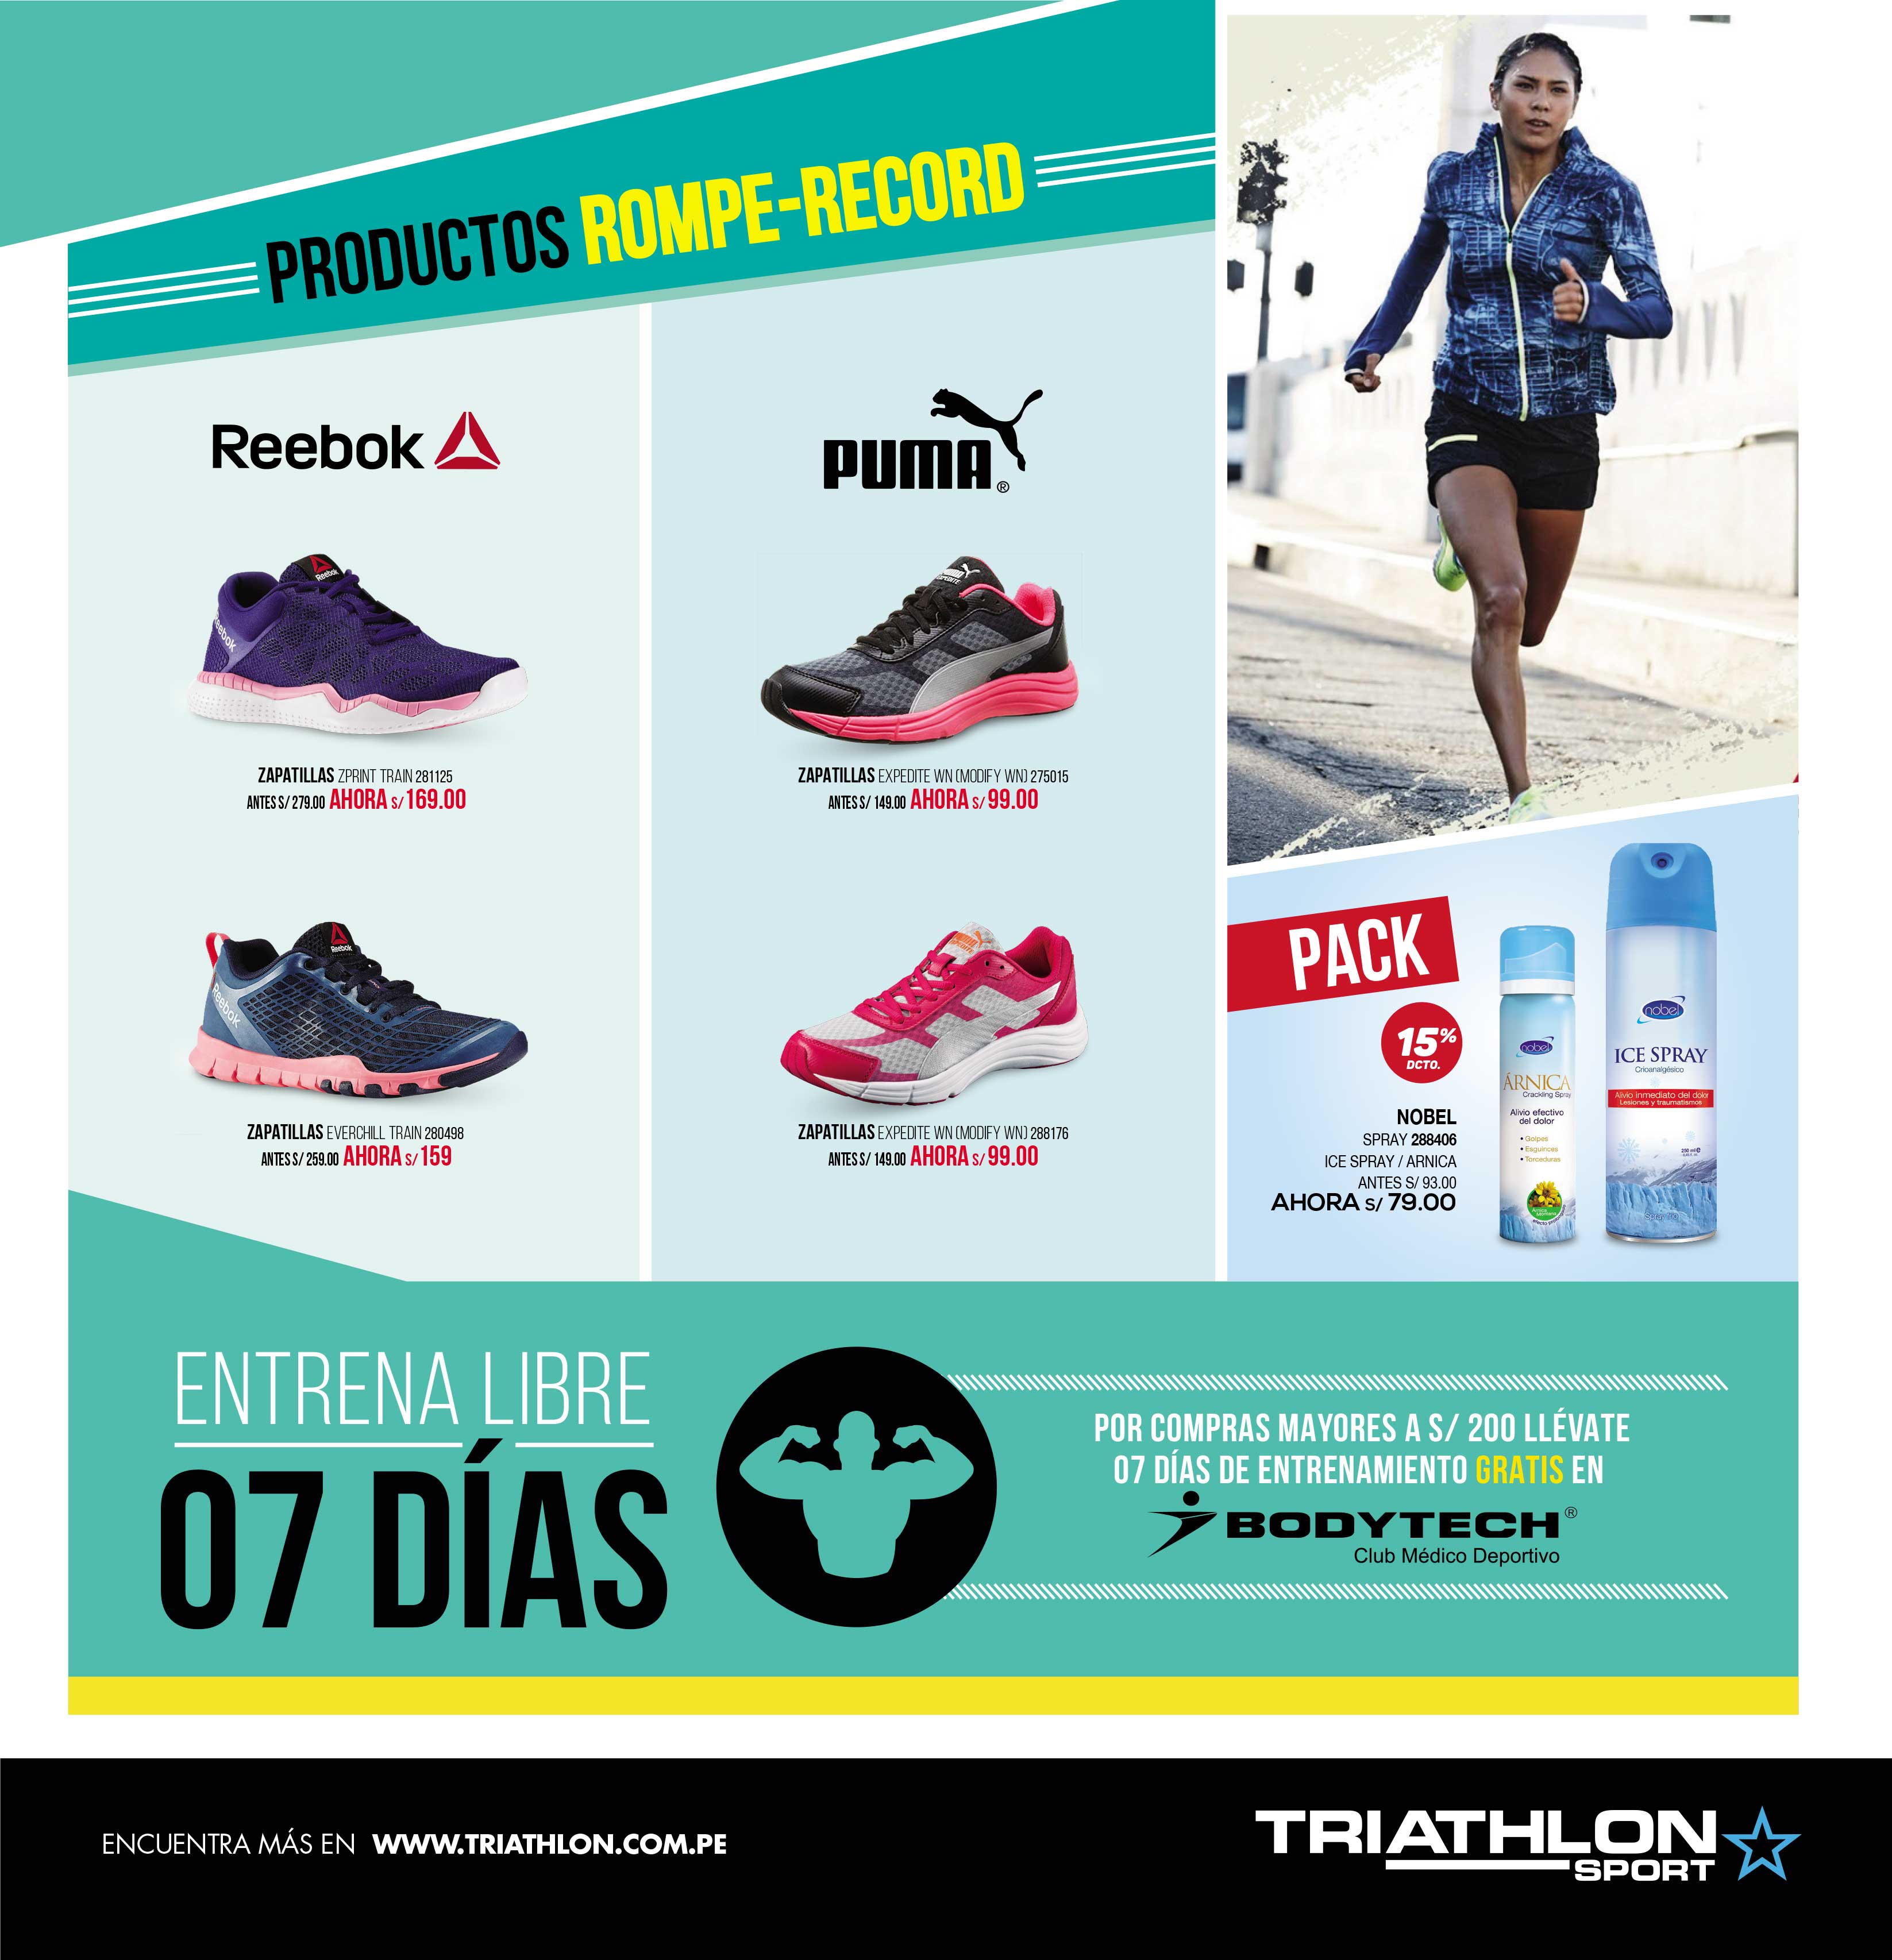 PRODUCTOS ROMPE-RECORD
Reebok
Reebok
Reebok
ZAPATILLAS ZPRINT TRAIN 281125
ANTES S/ 279.00 AHORA S/ 169.00
Reebok
Reebok
ZAPATILLAS EVERCHILL TRAIN 280498
ANTES S/ 259.00 AHORA S/ 159
PUMA®
ZAPATILLAS EXPEDITE WN (MODIFY WN) 275015
ANTES S/ 149.00 AHORA S/ 99.00
ZAPATILLAS EXPEDITE WN (MODIFY WN) 288176
ANTES S/ 149.00 AHORA S/ 99.00
PACK
15%
DCTO.
NOBEL
SPRAY 288406
ICE SPRAY / ARNICA
ANTES S/ 93.00
AHORA S/ 79.00
nobel
ÁRNICA
Crackling Spray
Alivio efectivo
del dolor
• Golpes
• Esguinces
• Torceduras
nobel
ICE SPRAY
Crioanalgésico
Alivio inmediato del dolor
Lesiones y traumatismos
ENTRENA LIBRE
07 DÍAS
POR COMPRAS MAYORES A S/ 200 LLÉVATE
07 DÍAS DE ENTRENAMIENTO GRATIS EN
BODYTECH®
Club Médico Deportivo
ENCUENTRA MÁS EN WWW.TRIATHLON.COM.PE
TRIATHLON
SPORT